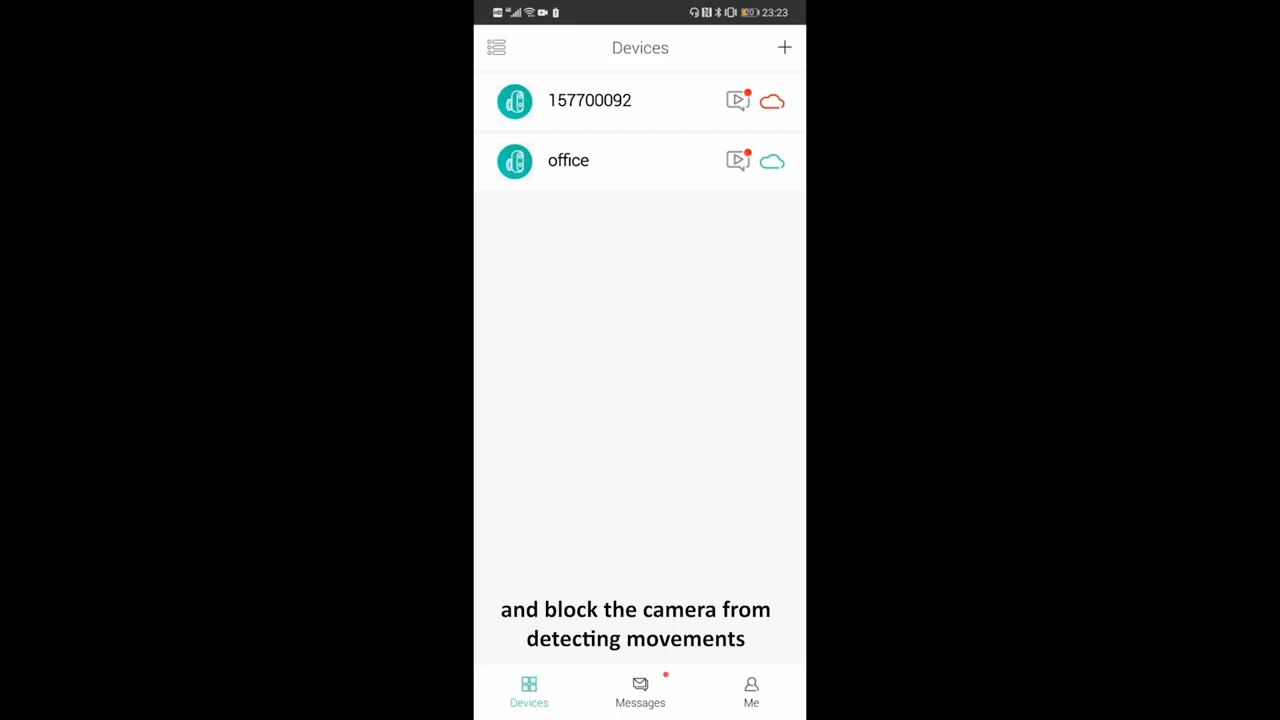 23:23
Devices
157700092
office
and block the camera from
detecting movements
Devices
Messages
Me